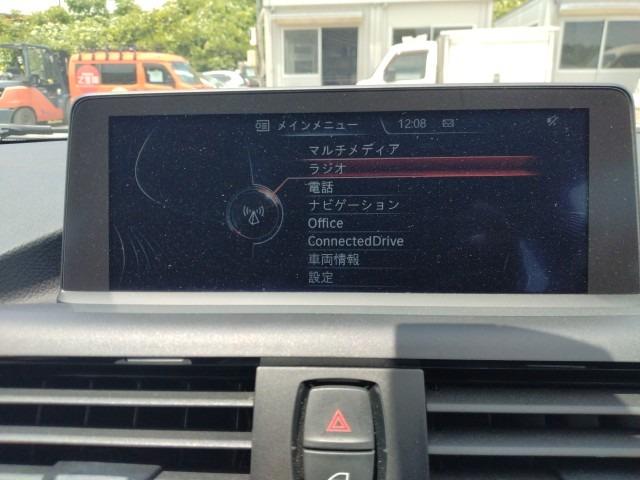 メインメニュー 12:08
マルチメディア
ラジオ
電話
ナビゲーション
Office
ConnectedDrive
車両情報
設定